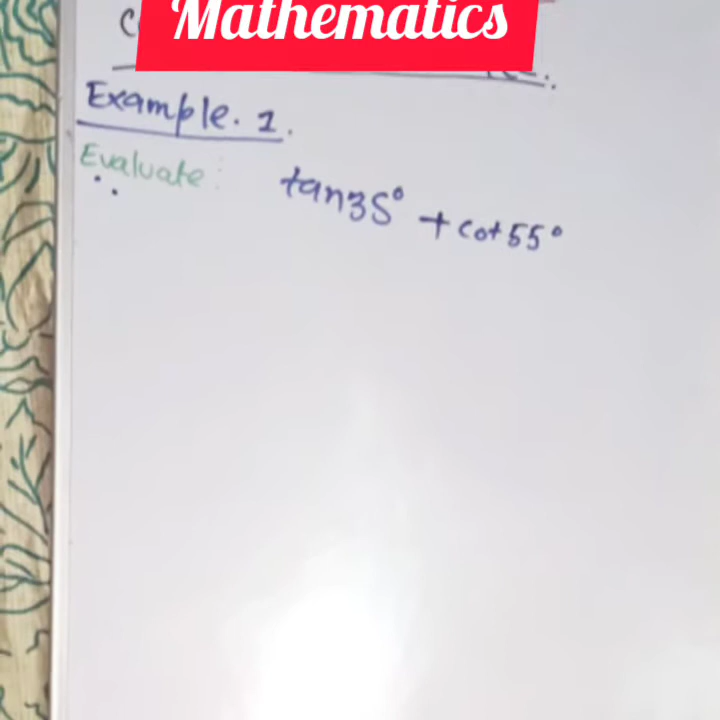 Mathematics
Example. 1.
Evaluate:
tan35° + cot55°